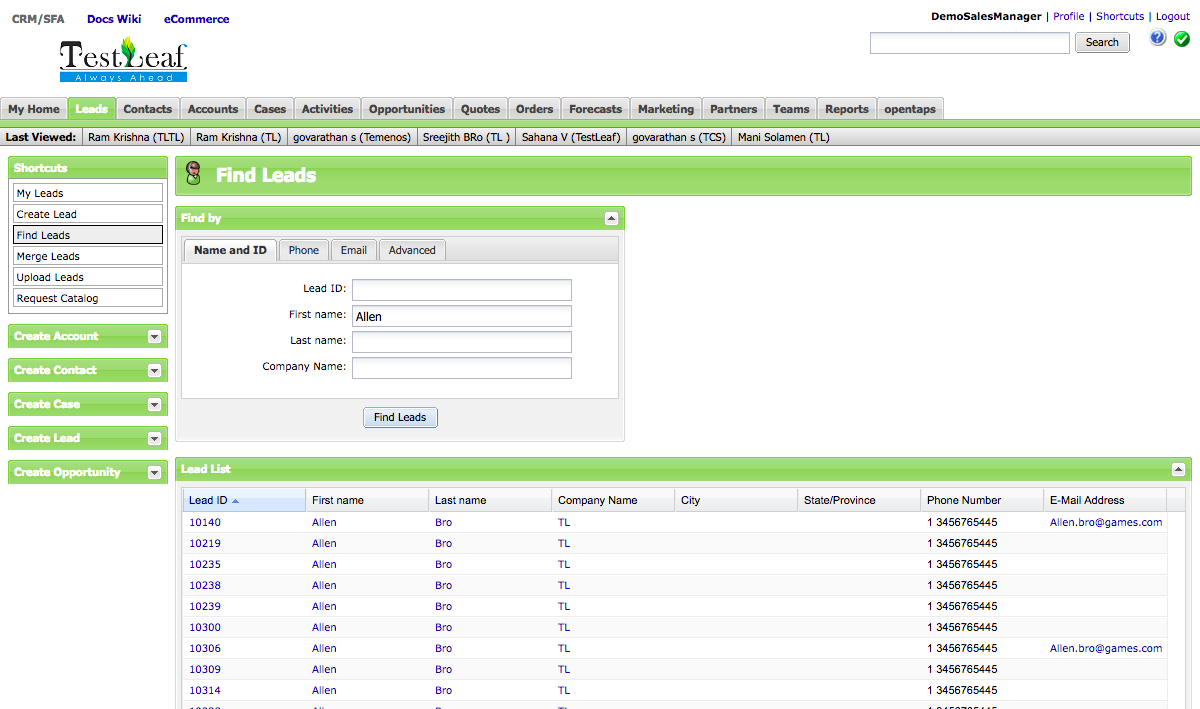 CRM/SFA Docs Wiki eCommerce
DemoSalesManager | Profile | Shortcuts | Logout
TestLeaf
Always Ahead
Search
My Home Leads Contacts Accounts Cases Activities Opportunities Quotes Orders Forecasts Marketing Partners Teams Reports opentaps
Last Viewed: Ram Krishna (TLTL) Ram Krishna (TL) govarathan s (Temenos) Sreejith BRo (TL ) Sahana V (TestLeaf) govarathan s (TCS) Mani Solamen (TL)
Shortcuts
My Leads
Create Lead
Find Leads
Merge Leads
Upload Leads
Request Catalog
Create Account
Create Contact
Create Case
Create Lead
Create Opportunity
Find Leads
Find by
Name and ID Phone Email Advanced
Lead ID:
First name: Allen
Last name:
Company Name:
Find Leads
Lead List
Lead ID First name Last name Company Name City State/Province Phone Number E-Mail Address
10140 Allen Bro TL 1 3456765445 Allen.bro@games.com
10219 Allen Bro TL 1 3456765445
10235 Allen Bro TL 1 3456765445
10238 Allen Bro TL 1 3456765445
10239 Allen Bro TL 1 3456765445
10300 Allen Bro TL 1 3456765445
10306 Allen Bro TL 1 3456765445 Allen.bro@games.com
10309 Allen Bro TL 1 3456765445
10314 Allen Bro TL 1 3456765445